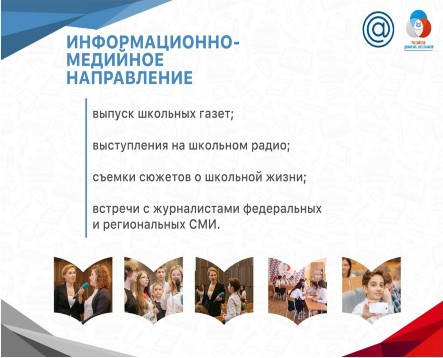 @
ИНФОРМАЦИОННО-
МЕДИЙНОЕ
НАПРАВЛЕНИЕ
выпуск школьных газет;
выступления на школьном радио;
съемки сюжетов о школьной жизни;
встречи с журналистами федеральных
и региональных СМИ.